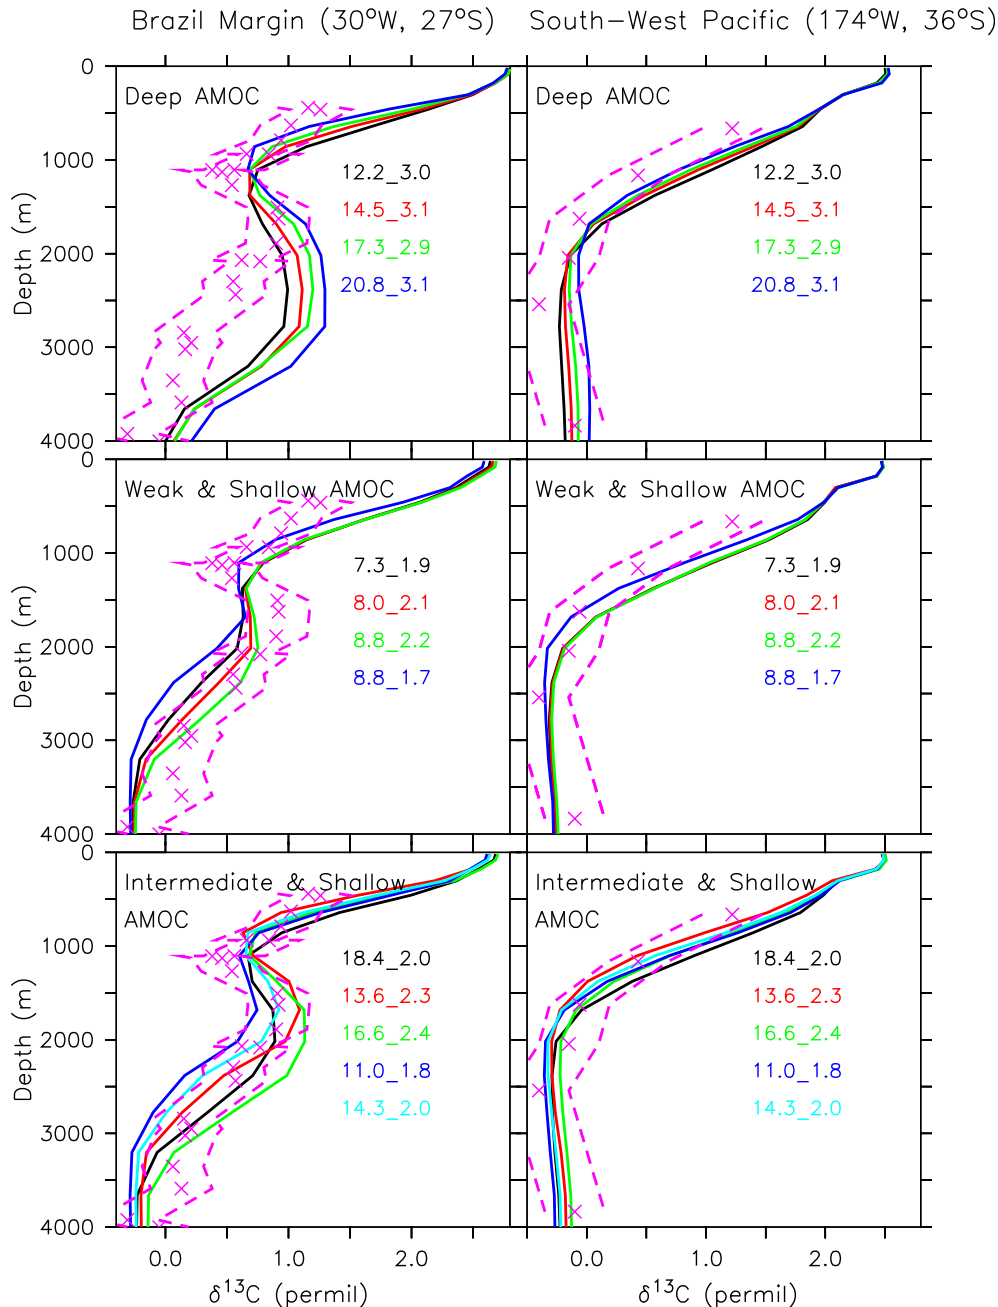 Brazil Margin (30°W, 27°S)
South-West Pacific (174°W, 36°S)
0
1000
2000
3000
4000
Depth (m)
Deep AMOC
12.2_3.0
14.5_3.1
17.3_2.9
20.8_3.1
Deep AMOC
12.2_3.0
14.5_3.1
17.3_2.9
20.8_3.1
0
1000
2000
3000
4000
Depth (m)
Weak & Shallow AMOC
7.3_1.9
8.0_2.1
8.8_2.2
8.8_1.7
Weak & Shallow AMOC
7.3_1.9
8.0_2.1
8.8_2.2
8.8_1.7
0
1000
2000
3000
4000
Depth (m)
Intermediate & Shallow
AMOC
18.4_2.0
13.6_2.3
16.6_2.4
11.0_1.8
14.3_2.0
Intermediate & Shallow
AMOC
18.4_2.0
13.6_2.3
16.6_2.4
11.0_1.8
14.3_2.0
0.0 1.0 2.0
δ¹³C (permil)
0.0 1.0 2.0
δ¹³C (permil)